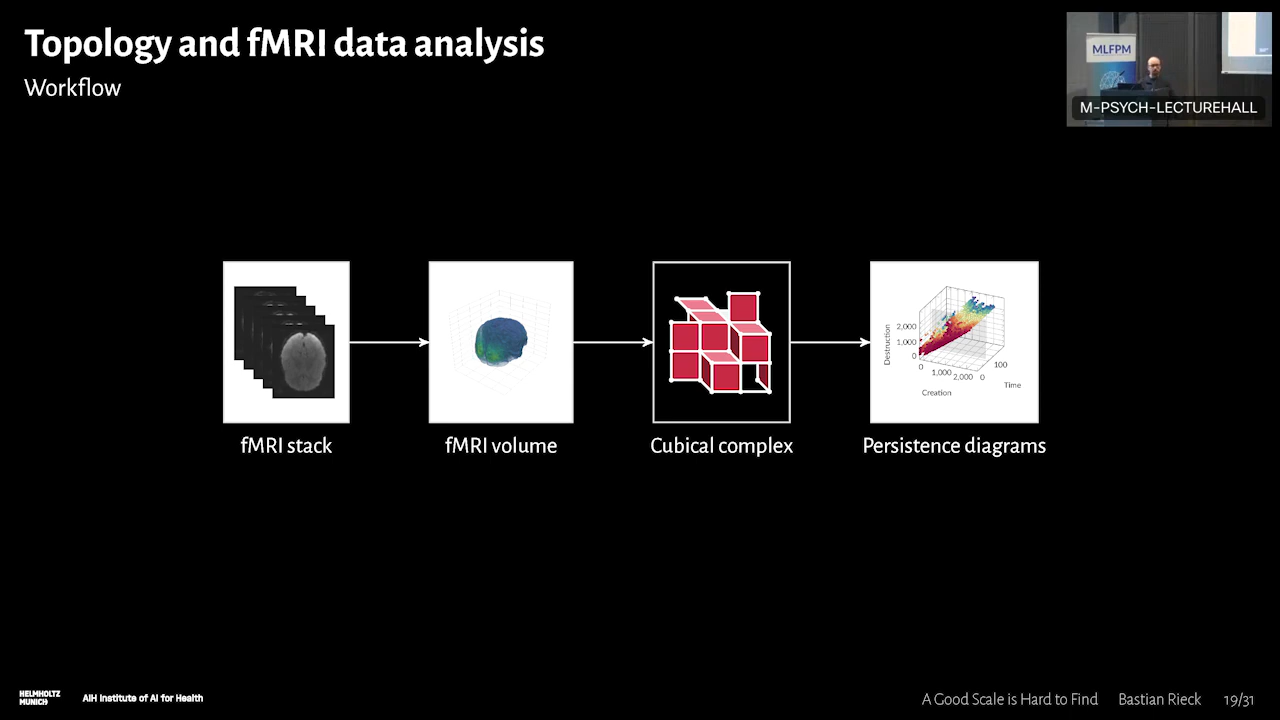 Topology and fMRI data analysis
Workflow
MLFPM
M-PSYCH-LECTUREHALL
fMRI stack
fMRI volume
Cubical complex
Persistence diagrams
Destruction
2,000
1,000
0
0
1,000
2,000
Creation
0
100
Time
HELMHOLTZ
MUNICH
AIH Institute of AI for Health
A Good Scale is Hard to Find
Bastian Rieck
19/31